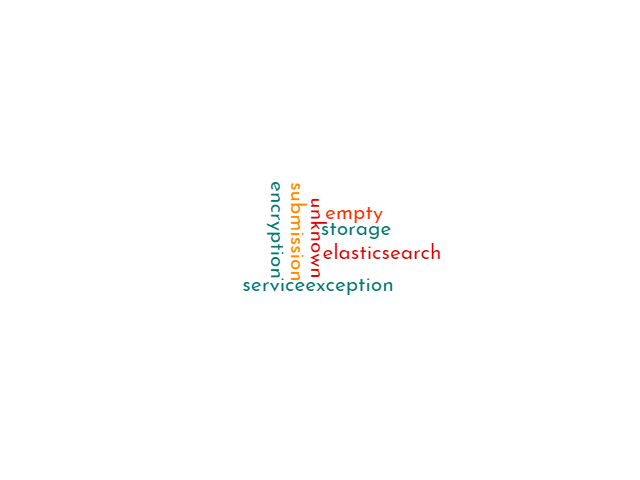 encryption
submission
unknown
empty
storage
elasticsearch
serviceexception